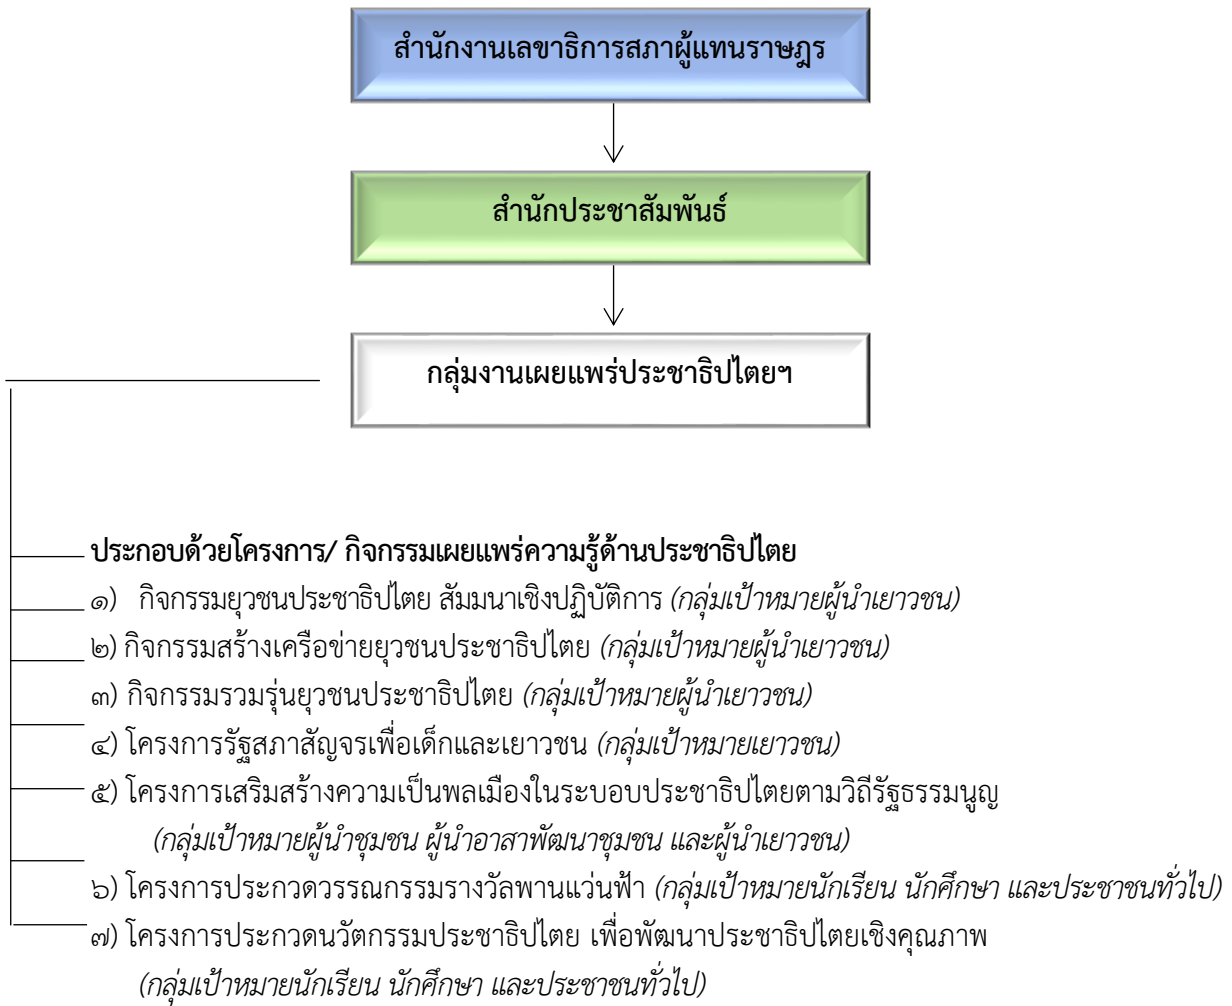 สำนักงานเลขาธิการสภาผู้แทนราษฎร
สำนักประชาสัมพันธ์
กลุ่มงานเผยแพร่ประชาธิปไตยฯ
ประกอบด้วยโครงการ/ กิจกรรมเผยแพร่ความรู้ด้านประชาธิปไตย
๑) กิจกรรมยุวชนประชาธิปไตย สัมมนาเชิงปฏิบัติการ (กลุ่มเป้าหมายผู้นำเยาวชน)
๒) กิจกรรมสร้างเครือข่ายยุวชนประชาธิปไตย (กลุ่มเป้าหมายผู้นำเยาวชน)
๓) กิจกรรมรวมรุ่นยุวชนประชาธิปไตย (กลุ่มเป้าหมายผู้นำเยาวชน)
๔) โครงการรัฐสภาสัญจรเพื่อเด็กและเยาวชน (กลุ่มเป้าหมายเยาวชน)
๕) โครงการเสริมสร้างความเป็นพลเมืองในระบอบประชาธิปไตยตามวิถีรัฐธรรมนูญ
(กลุ่มเป้าหมายผู้นำชุมชน ผู้นำอาสาพัฒนาชุมชน และผู้นำเยาวชน)
๖) โครงการประกวดวรรณกรรมรางวัลพานแว่นฟ้า (กลุ่มเป้าหมายนักเรียน นักศึกษา และประชาชนทั่วไป)
๗) โครงการประกวดนวัตกรรมประชาธิปไตย เพื่อพัฒนาประชาธิปไตยเชิงคุณภาพ
(กลุ่มเป้าหมายนักเรียน นักศึกษา และประชาชนทั่วไป)